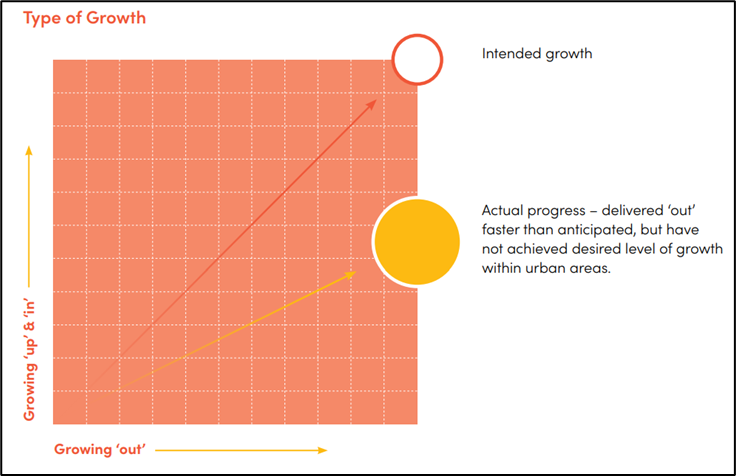 Type of Growth
Intended growth
Actual progress – delivered ‘out’
faster than anticipated, but have
not achieved desired level of growth
within urban areas.
Growing ‘up’ & ‘in’
Growing ‘out’